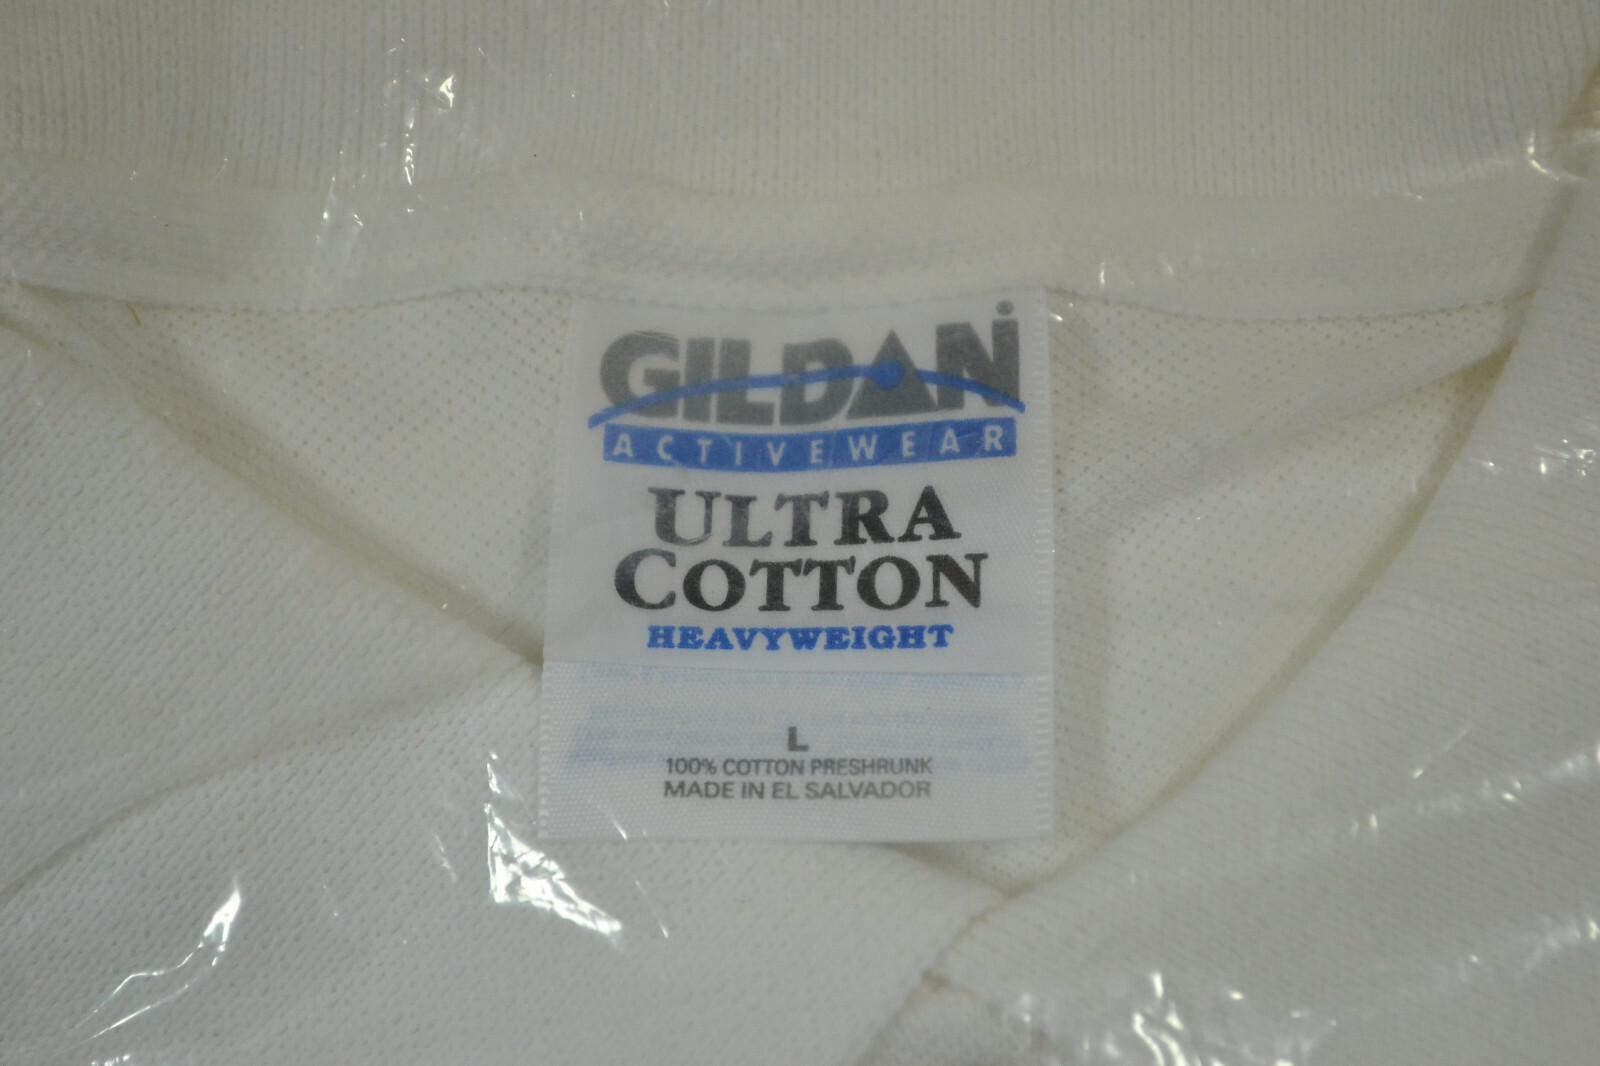 GILDAN®
ACTIVEWEAR
ULTRA
COTTON
HEAVYWEIGHT
L
100% COTTON PRESHRUNK
MADE IN EL SALVADOR